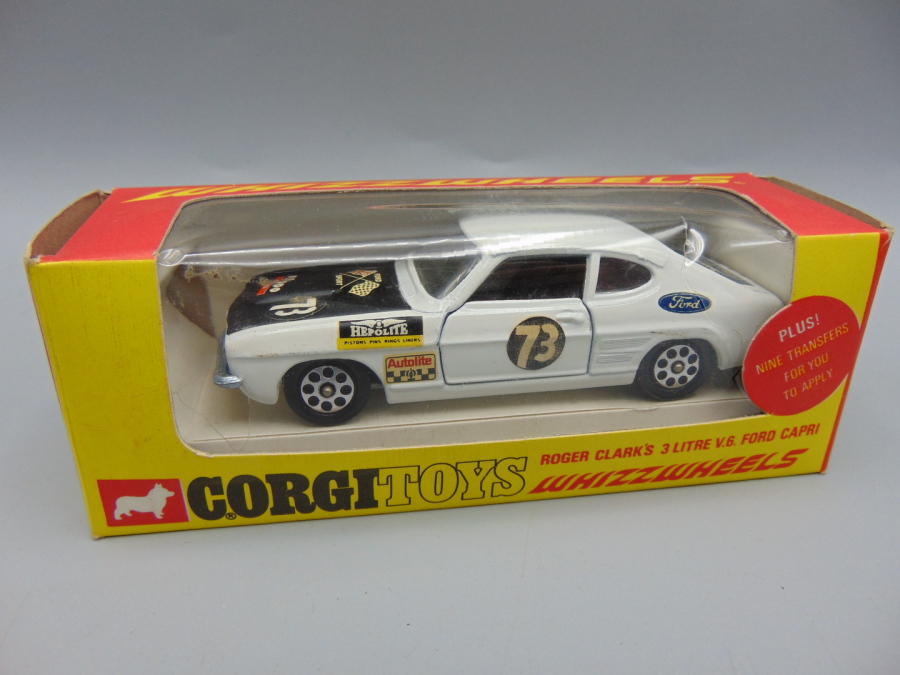 WHIZZWHEELS
73
HEPOLITE
PISTONS PINS RINGS LINERS
Autolite
73
Ford
PLUS!
NINE TRANSFERS
FOR YOU
TO APPLY
CORGI TOYS
®
ROGER CLARK'S 3 LITRE V.6. FORD CAPRI
WHIZZWHEELS